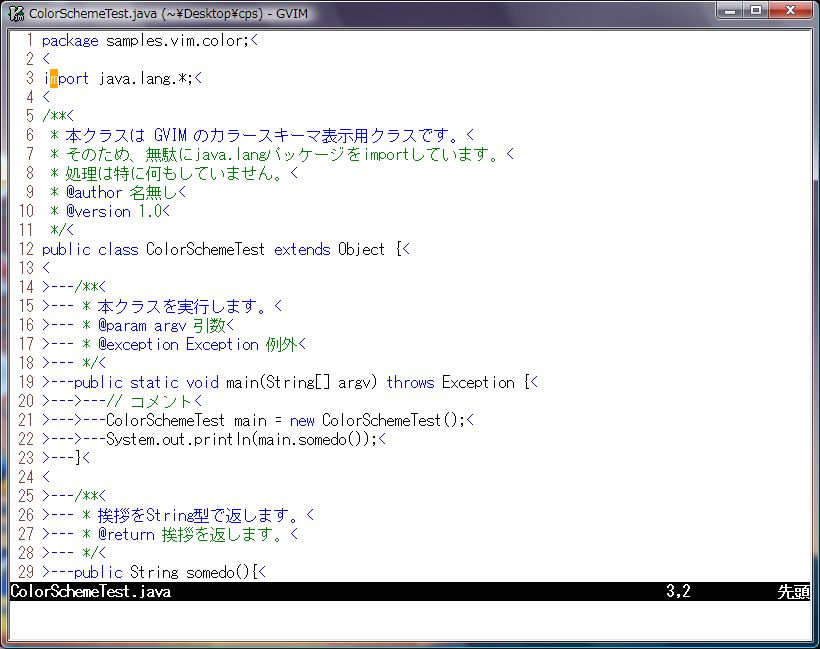 ColorSchemeTest.java (~¥Desktop¥cps) - GVIM
1 package samples.vim.color;<
2 <
3 import java.lang.*;<
4 <
5 /**<
6  * 本クラスは GVIM のカラースキーマ表示用クラスです。<
7  * そのため、無駄にjava.langパッケージをimportしています。<
8  * 処理は特に何もしていません。<
9  * @author 名無し<
10  * @version 1.0<
11  */<
12 public class ColorSchemeTest extends Object {<
13 <
14 >---/**<
15 >--- * 本クラスを実行します。<
16 >--- * @param argv 引数<
17 >--- * @exception Exception 例外<
18 >--- */<
19 >---public static void main(String[] argv) throws Exception {<
20 >--->---// コメント<
21 >--->---ColorSchemeTest main = new ColorSchemeTest();<
22 >--->---System.out.println(main.somedo());<
23 >---}<
24 <
25 >---/**<
26 >--- * 挨拶をString型で返します。<
27 >--- * @return 挨拶を返します。<
28 >--- */<
29 >---public String somedo(){<
ColorSchemeTest.java 3,2 先頭